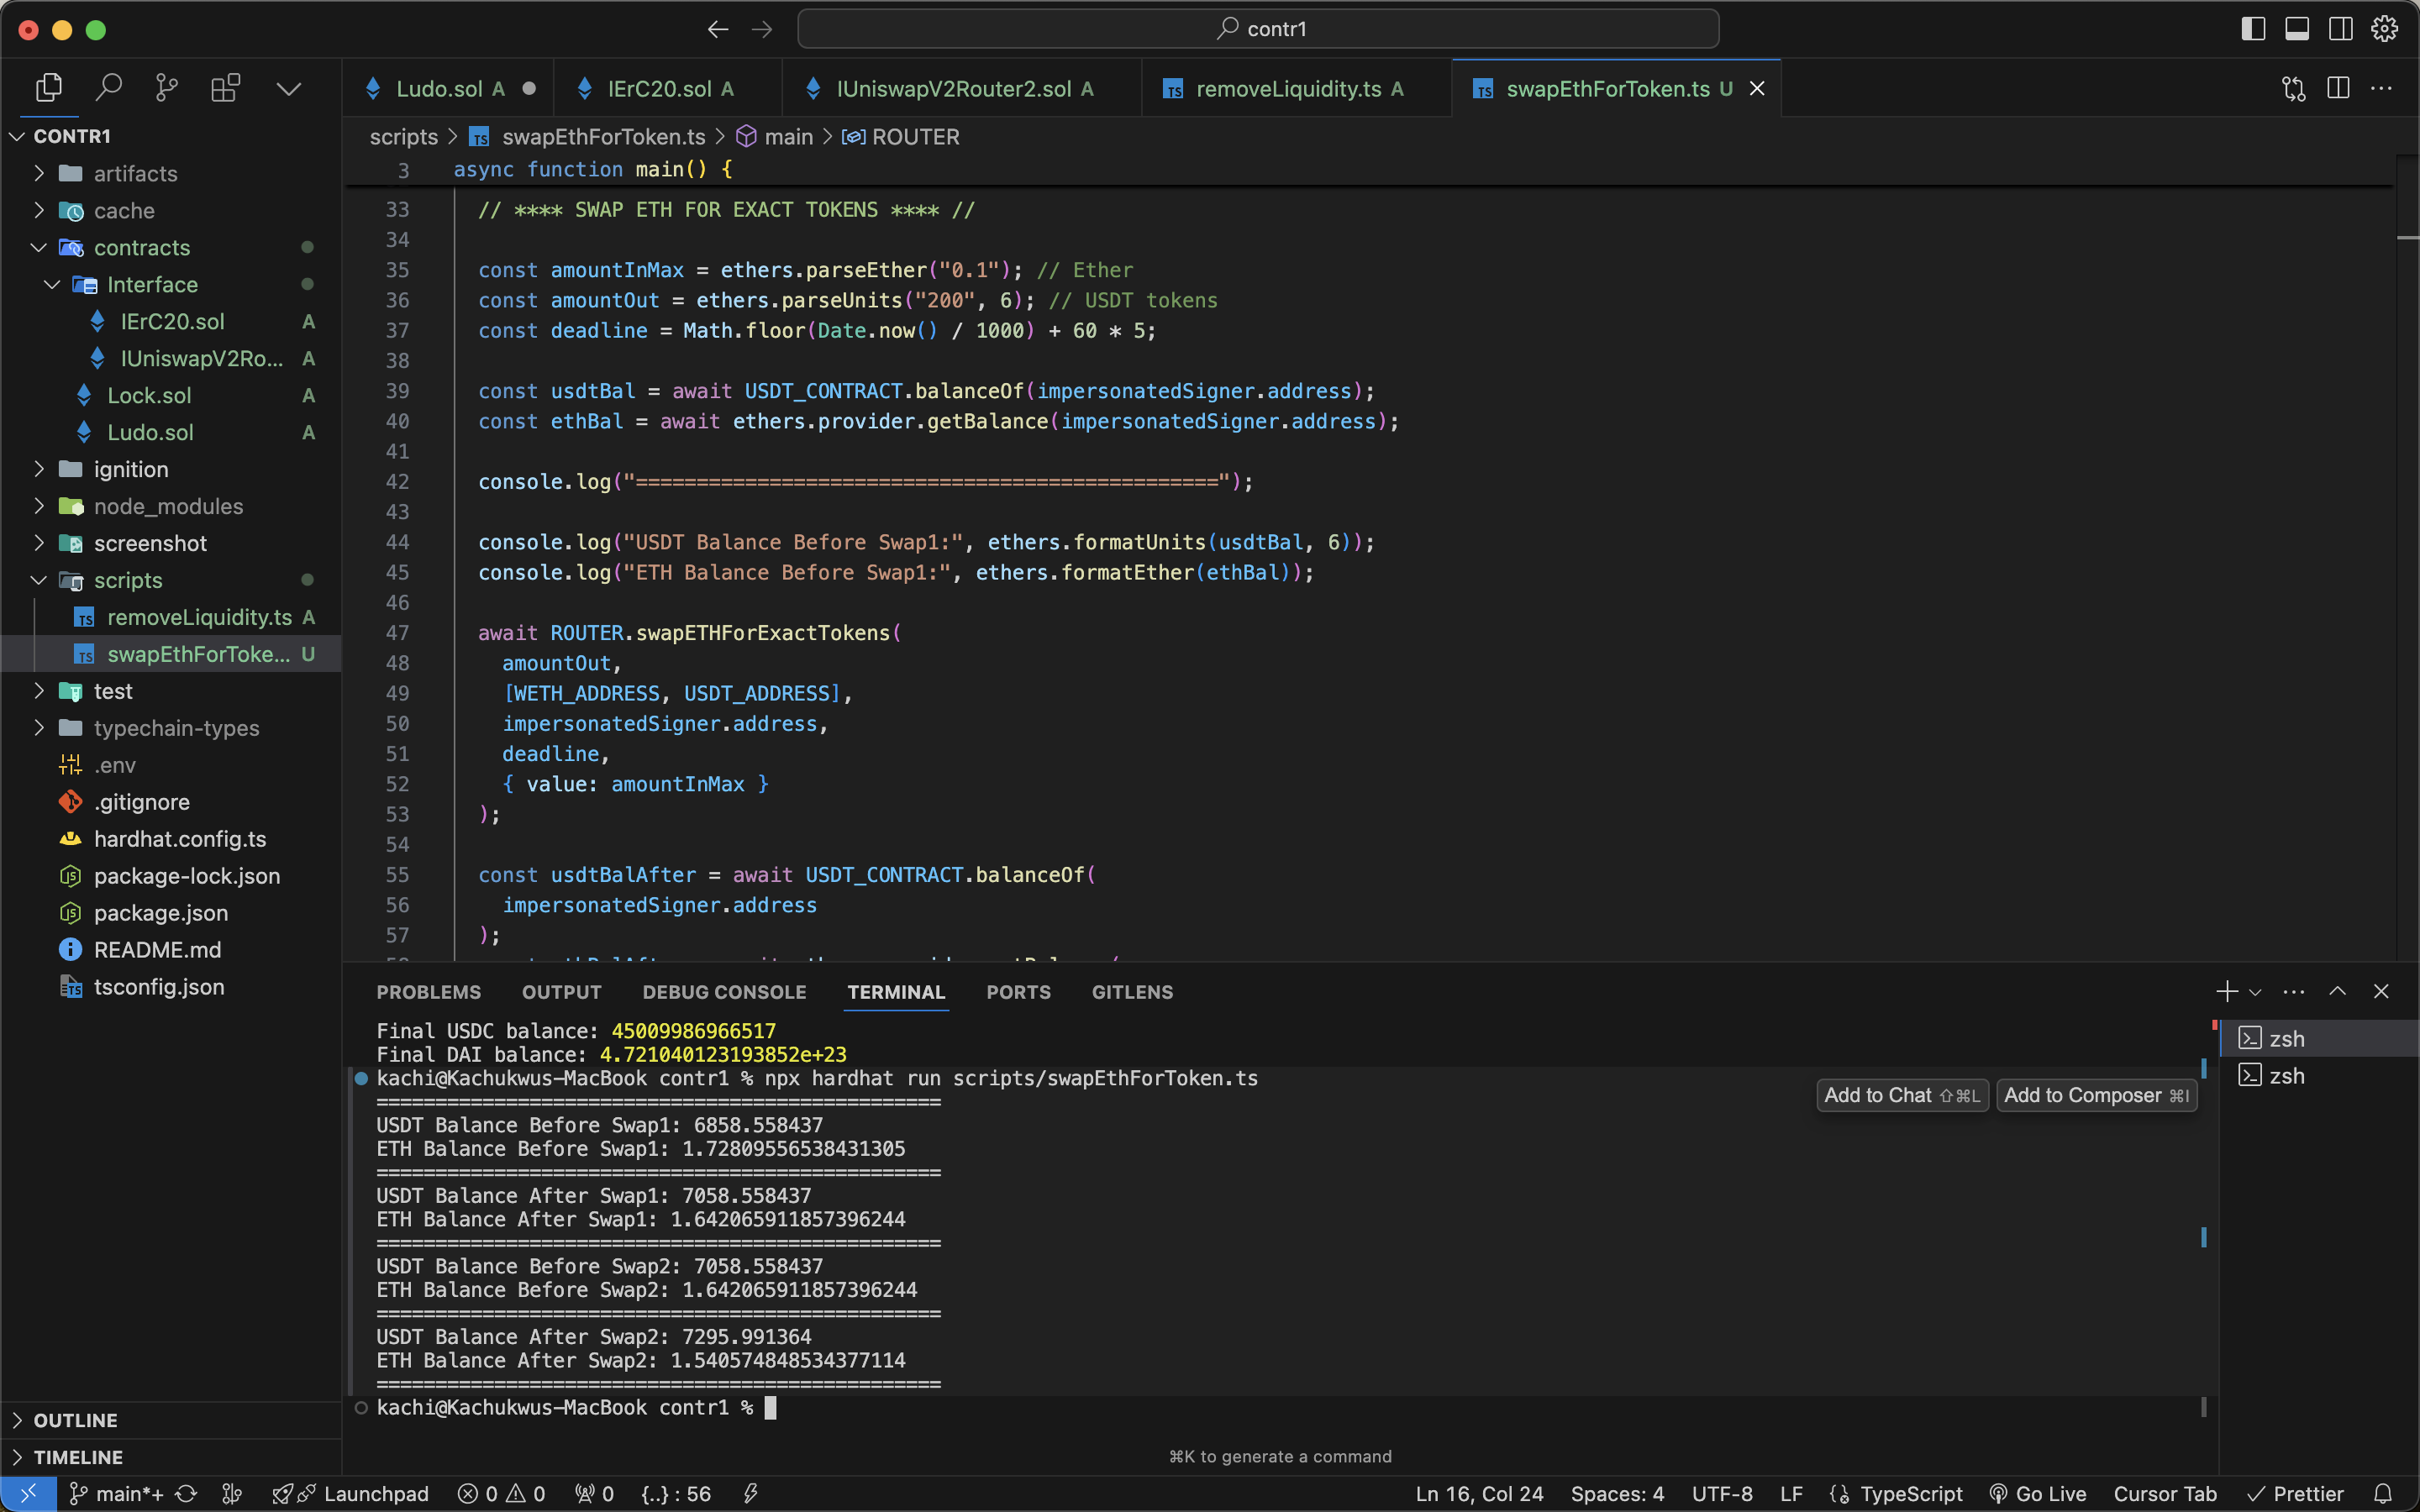 contr1
Ludo.sol A
IErC20.sol A
IUniswapV2Router2.sol A
removeLiquidity.ts A
swapEthForToken.ts U
CONTR1
artifacts
cache
contracts
Interface
IErC20.sol A
IUniswapV2Ro... A
Lock.sol A
Ludo.sol A
ignition
node_modules
screenshot
scripts
removeLiquidity.ts A
swapEthForToke... U
test
typechain-types
.env
.gitignore
hardhat.config.ts
package-lock.json
package.json
README.md
tsconfig.json
OUTLINE
TIMELINE
scripts > swapEthForToken.ts > main > ROUTER
3 async function main() {
33 // **** SWAP ETH FOR EXACT TOKENS **** //
34
35 const amountInMax = ethers.parseEther("0.1"); // Ether
36 const amountOut = ethers.parseUnits("200", 6); // USDT tokens
37 const deadline = Math.floor(Date.now() / 1000) + 60 * 5;
38
39 const usdtBal = await USDT_CONTRACT.balanceOf(impersonatedSigner.address);
40 const ethBal = await ethers.provider.getBalance(impersonatedSigner.address);
41
42 console.log("================================================");
43
44 console.log("USDT Balance Before Swap1:", ethers.formatUnits(usdtBal, 6));
45 console.log("ETH Balance Before Swap1:", ethers.formatEther(ethBal));
46
47 await ROUTER.swapETHForExactTokens(
48 amountOut,
49 [WETH_ADDRESS, USDT_ADDRESS],
50 impersonatedSigner.address,
51 deadline,
52 { value: amountInMax }
53 );
54
55 const usdtBalAfter = await USDT_CONTRACT.balanceOf(
56 impersonatedSigner.address
57 );
PROBLEMS OUTPUT DEBUG CONSOLE TERMINAL PORTS GITLENS
Final USDC balance: 45009986966517
Final DAI balance: 4.721040123193852e+23
kachi@Kachukwus-MacBook contr1 % npx hardhat run scripts/swapEthForToken.ts
================================================
USDT Balance Before Swap1: 6858.558437
ETH Balance Before Swap1: 1.72809556538431305
================================================
USDT Balance After Swap1: 7058.558437
ETH Balance After Swap1: 1.642065911857396244
================================================
USDT Balance Before Swap2: 7058.558437
ETH Balance Before Swap2: 1.642065911857396244
================================================
USDT Balance After Swap2: 7295.991364
ETH Balance After Swap2: 1.540574848534377114
================================================
kachi@Kachukwus-MacBook contr1 %
Add to Chat ⇧⌘L
Add to Composer ⌘I
zsh
zsh
⌘K to generate a command
main*+ Launchpad 0 0 0 {..} : 56
Ln 16, Col 24 Spaces: 4 UTF-8 LF TypeScript Go Live Cursor Tab Prettier